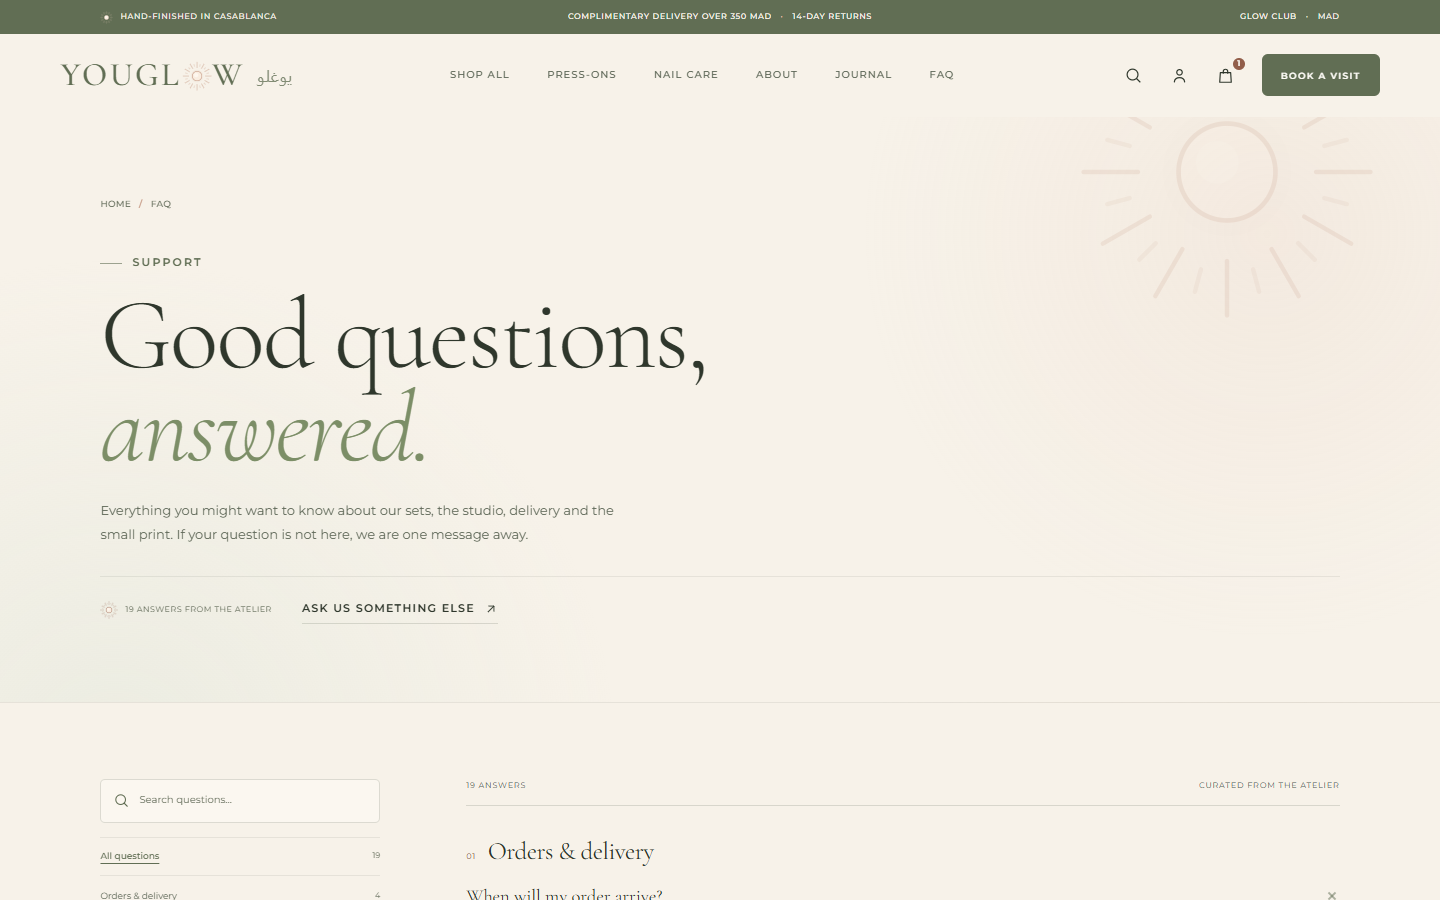 HAND-FINISHED IN CASABLANCA
COMPLIMENTARY DELIVERY OVER 350 MAD · 14-DAY RETURNS
GLOW CLUB · MAD
YOUGLOW يوغلو
SHOP ALL
PRESS-ONS
NAIL CARE
ABOUT
JOURNAL
FAQ
1
BOOK A VISIT
HOME / FAQ
SUPPORT
Good questions,
answered.
Everything you might want to know about our sets, the studio, delivery and the
small print. If your question is not here, we are one message away.
19 ANSWERS FROM THE ATELIER
ASK US SOMETHING ELSE
Search questions...
All questions 19
Orders & delivery 4
19 ANSWERS
CURATED FROM THE ATELIER
01 Orders & delivery
When will my order arrive?